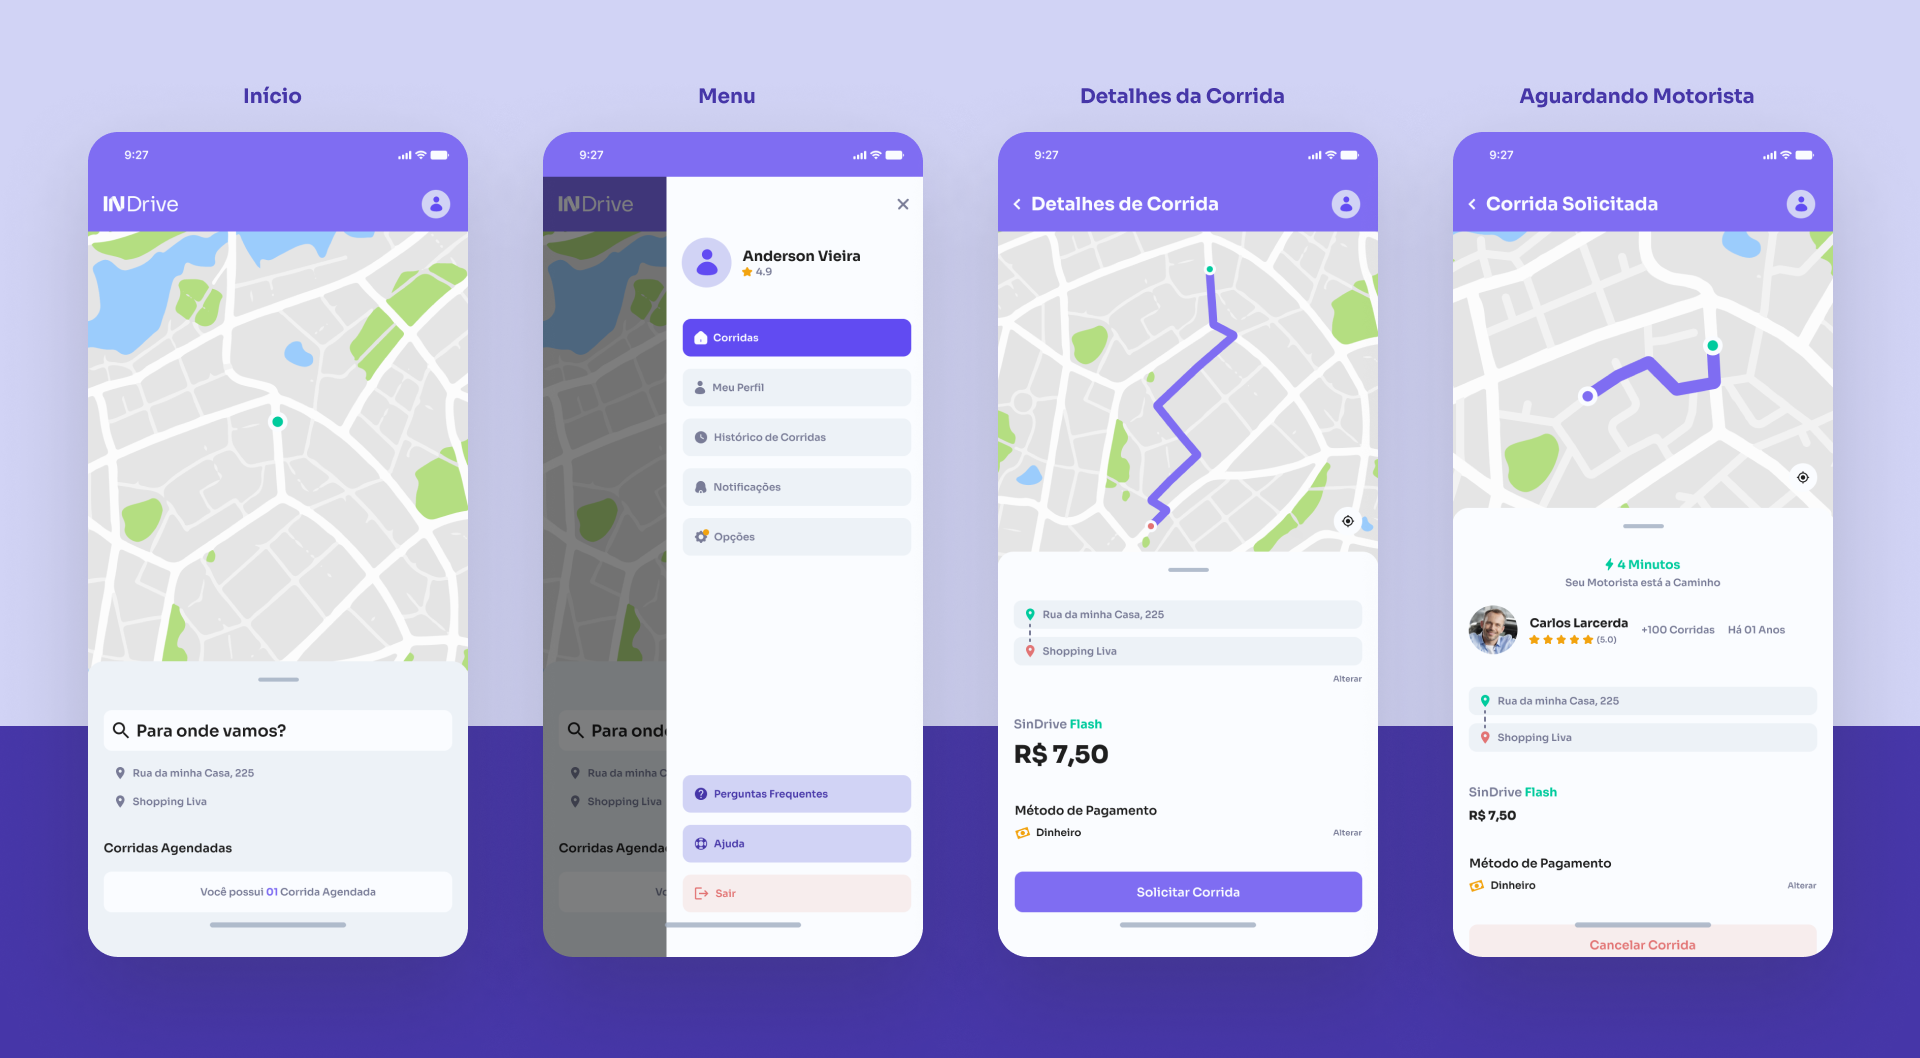 Início
Menu
Detalhes da Corrida
Aguardando Motorista
9:27
INDrive
Para onde vamos?
Rua da minha Casa, 225
Shopping Liva
Corridas Agendadas
Você possui 01 Corrida Agendada
9:27
INDrive
Para ond
Rua da minha C
Shopping Liva
Corridas Agenda
Vo
Anderson Vieira
4.9
Corridas
Meu Perfil
Histórico de Corridas
Notificações
Opções
Perguntas Frequentes
Ajuda
Sair
9:27
Detalhes de Corrida
Rua da minha Casa, 225
Shopping Liva
Alterar
SinDrive Flash
R$ 7,50
Método de Pagamento
Dinheiro
Alterar
Solicitar Corrida
9:27
Corrida Solicitada
4 Minutos
Seu Motorista está a Caminho
Carlos Larcerda
(5.0)
+100 Corridas
Há 01 Anos
Rua da minha Casa, 225
Shopping Liva
SinDrive Flash
R$ 7,50
Método de Pagamento
Dinheiro
Alterar
Cancelar Corrida